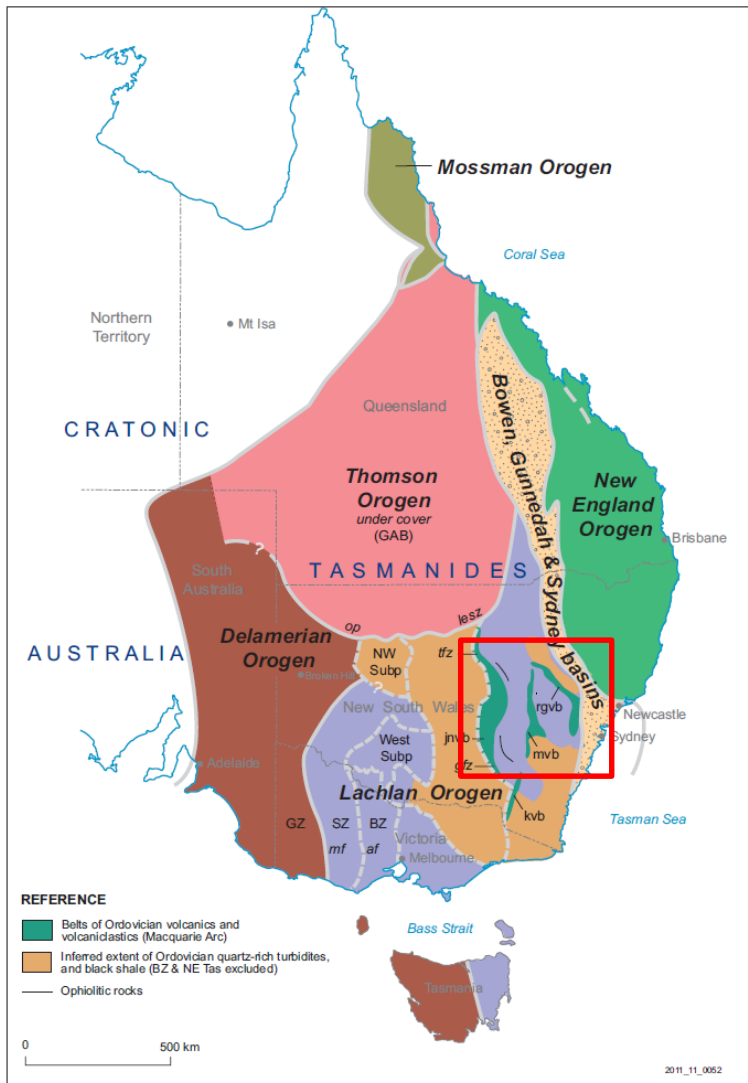 Mossman Orogen
Coral Sea
Northern
Territory
Mt Isa
Queensland
CRATONIC
Bowen, Gunnedah & Sydney basins
Thomson
Orogen
under cover
(GAB)
New
England
Orogen
Brisbane
?
TASMANIDES
South
Australia
op
lesz
Delamerian
Orogen
AUSTRALIA
NW
Subp
tfz
Broken Hill
?
New South Wales
rgvb
Newcastle
Sydney
West
Subp
jnvb
mvb
gfz
Adelaide
Lachlan Orogen
kvb
Tasman Sea
GZ
SZ
BZ
mf
af
Victoria
Melbourne
REFERENCE
Belts of Ordovician volcanics and
volcaniclastics (Macquarie Arc)
Inferred extent of Ordovician quartz-rich turbidites,
and black shale (BZ & NE Tas excluded)
Ophiolitic rocks
Bass Strait
Tasmania
0
500 km
2011_11_0052